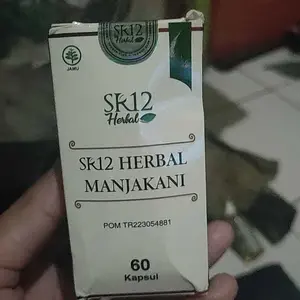 SR12
Herbal
JAMU
SR12
Herbal
SR12 HERBAL
MANJAKANI
POM TR223054881
60
Kapsul